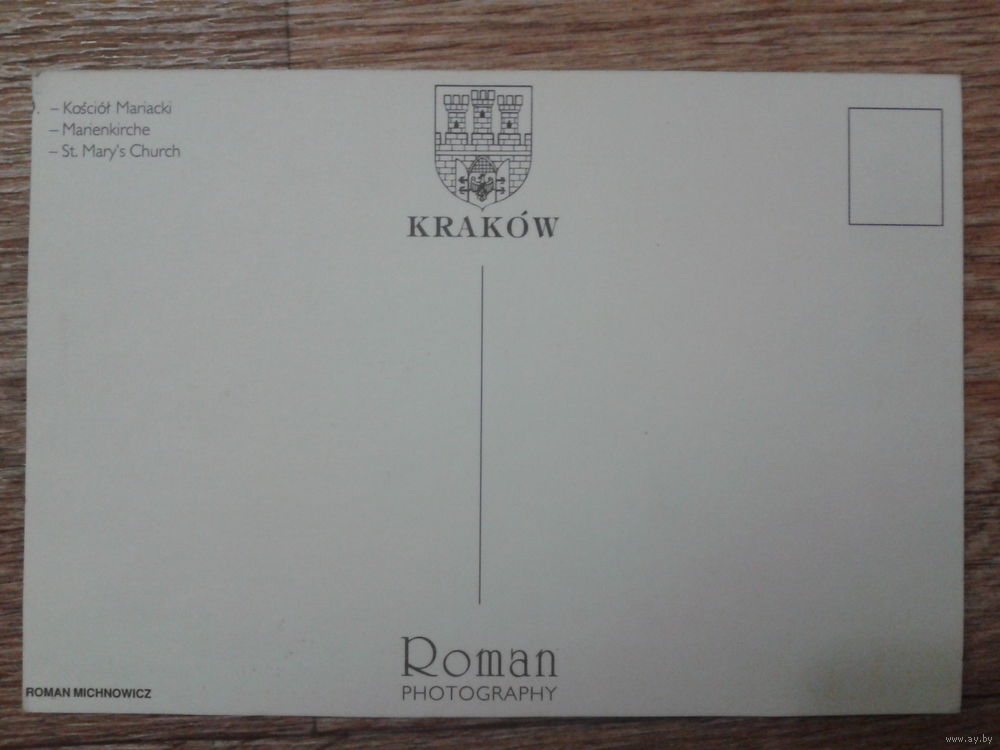 – Kościół Mariacki
– Marienkirche
– St. Mary's Church
KRAKÓW
Roman
PHOTOGRAPHY
ROMAN MICHNOWICZ
www.ay.by